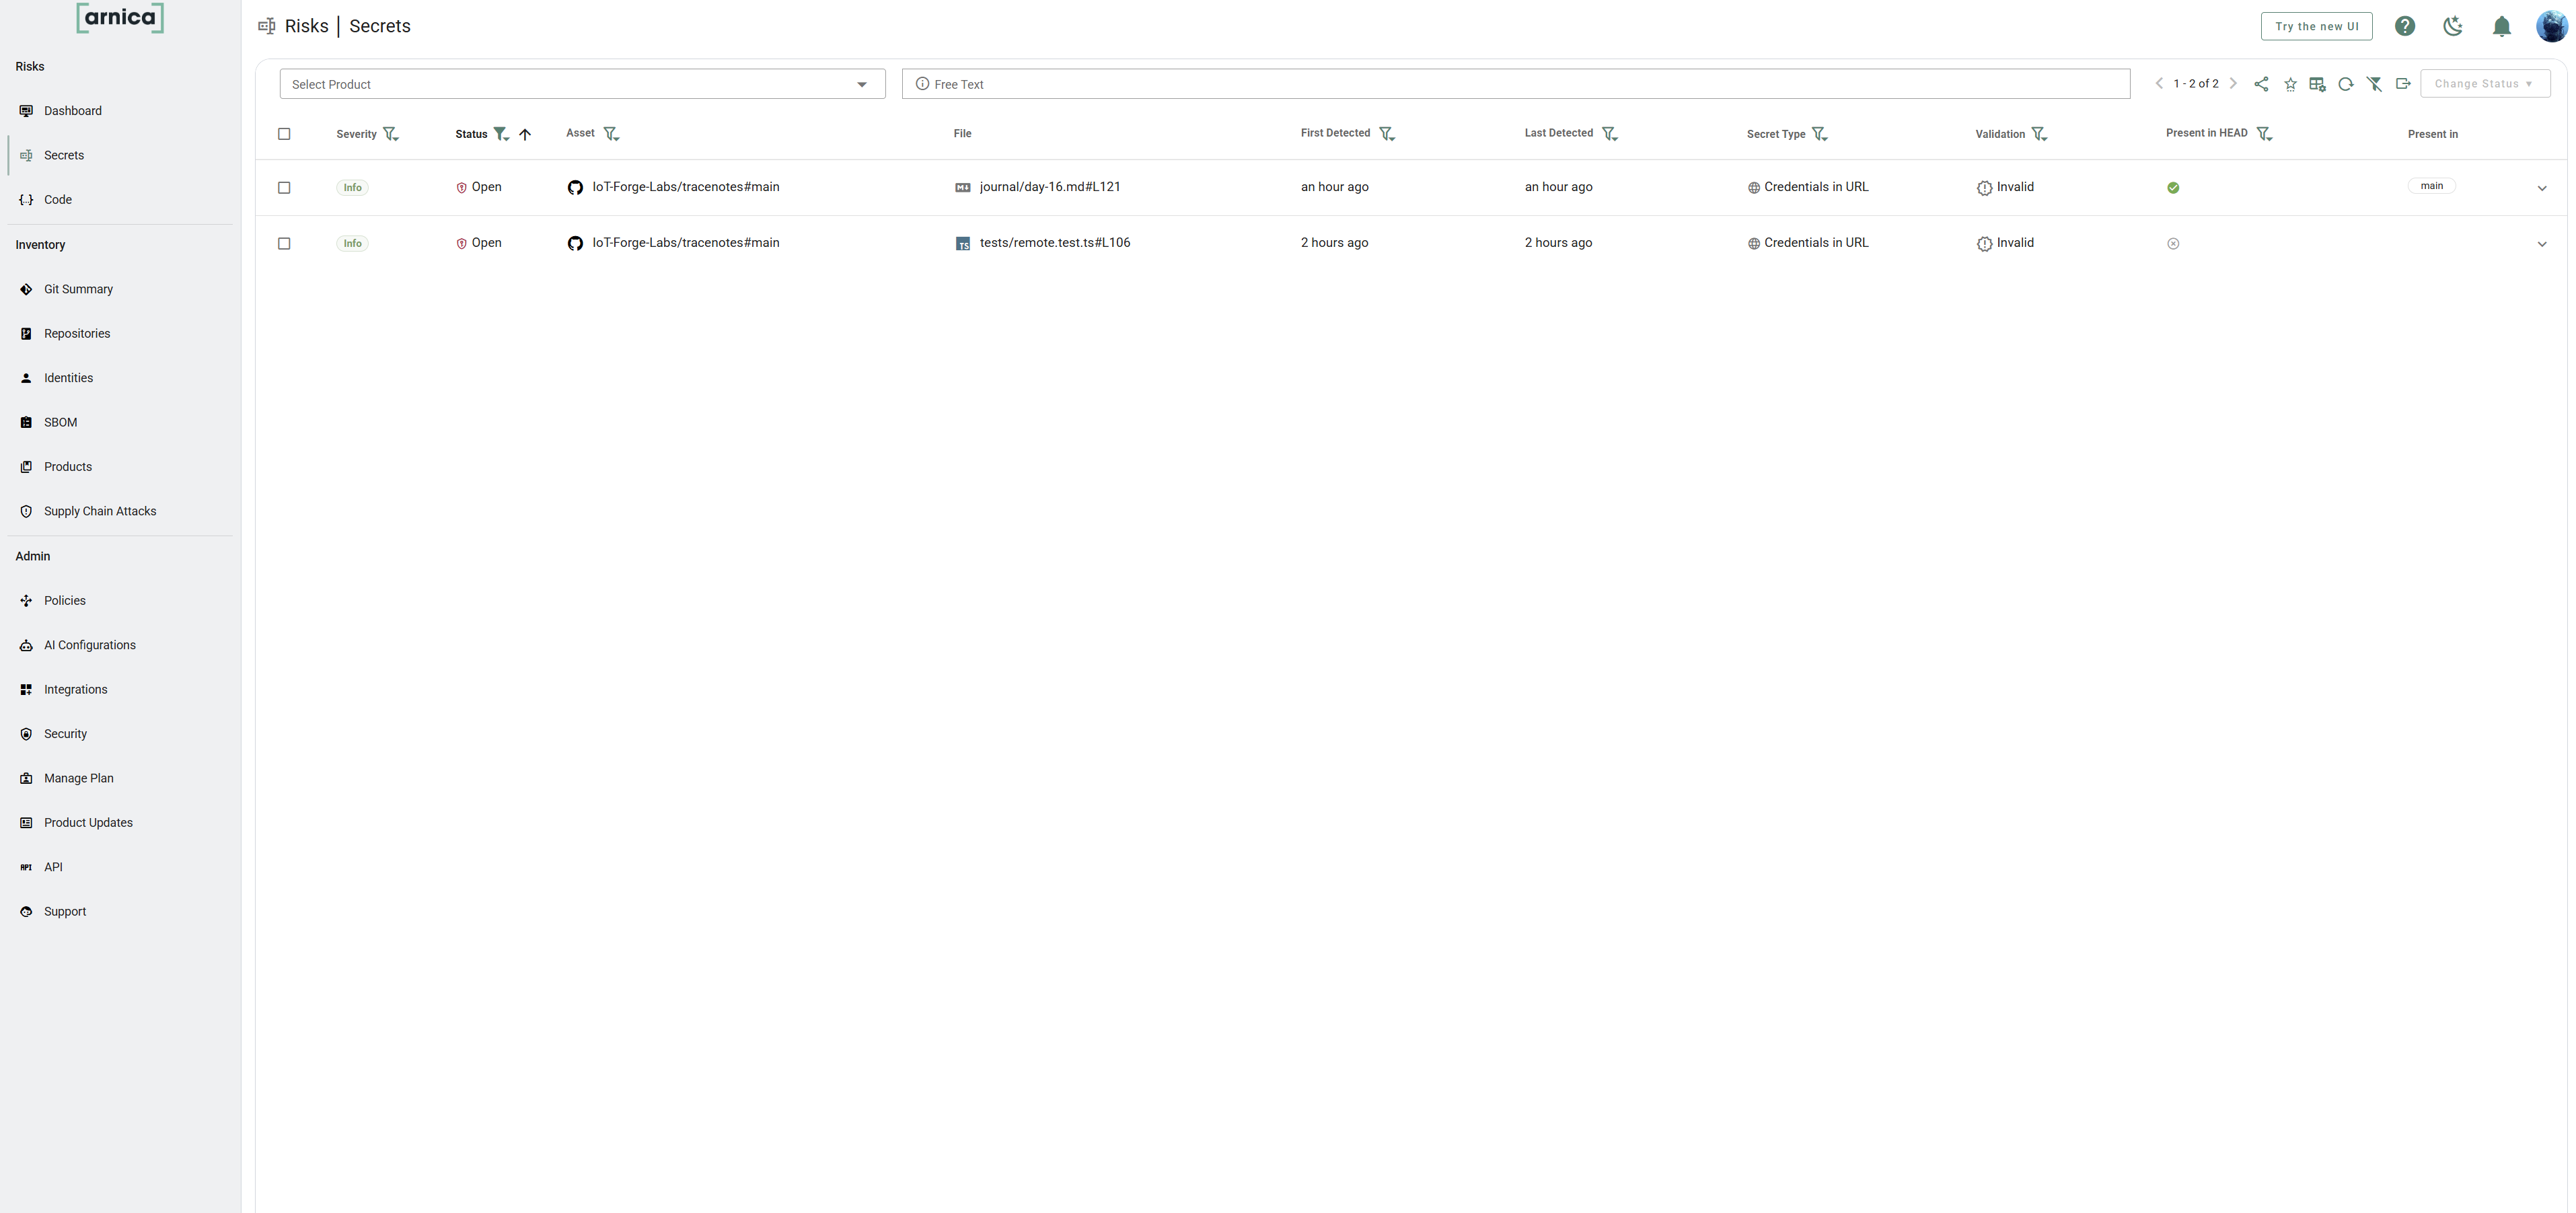 arnica
Risks | Secrets
Try the new UI
Risks
Dashboard
Secrets
Code
Inventory
Git Summary
Repositories
Identities
SBOM
Products
Supply Chain Attacks
Admin
Policies
AI Configurations
Integrations
Security
Manage Plan
Product Updates
API API
Support
Select Product
Free Text
1 - 2 of 2
Change Status
Severity Status Asset File First Detected Last Detected Secret Type Validation Present in HEAD Present in
Info Open IoT-Forge-Labs/tracenotes#main journal/day-16.md#L121 an hour ago an hour ago Credentials in URL Invalid main
Info Open IoT-Forge-Labs/tracenotes#main TS tests/remote.test.ts#L106 2 hours ago 2 hours ago Credentials in URL Invalid